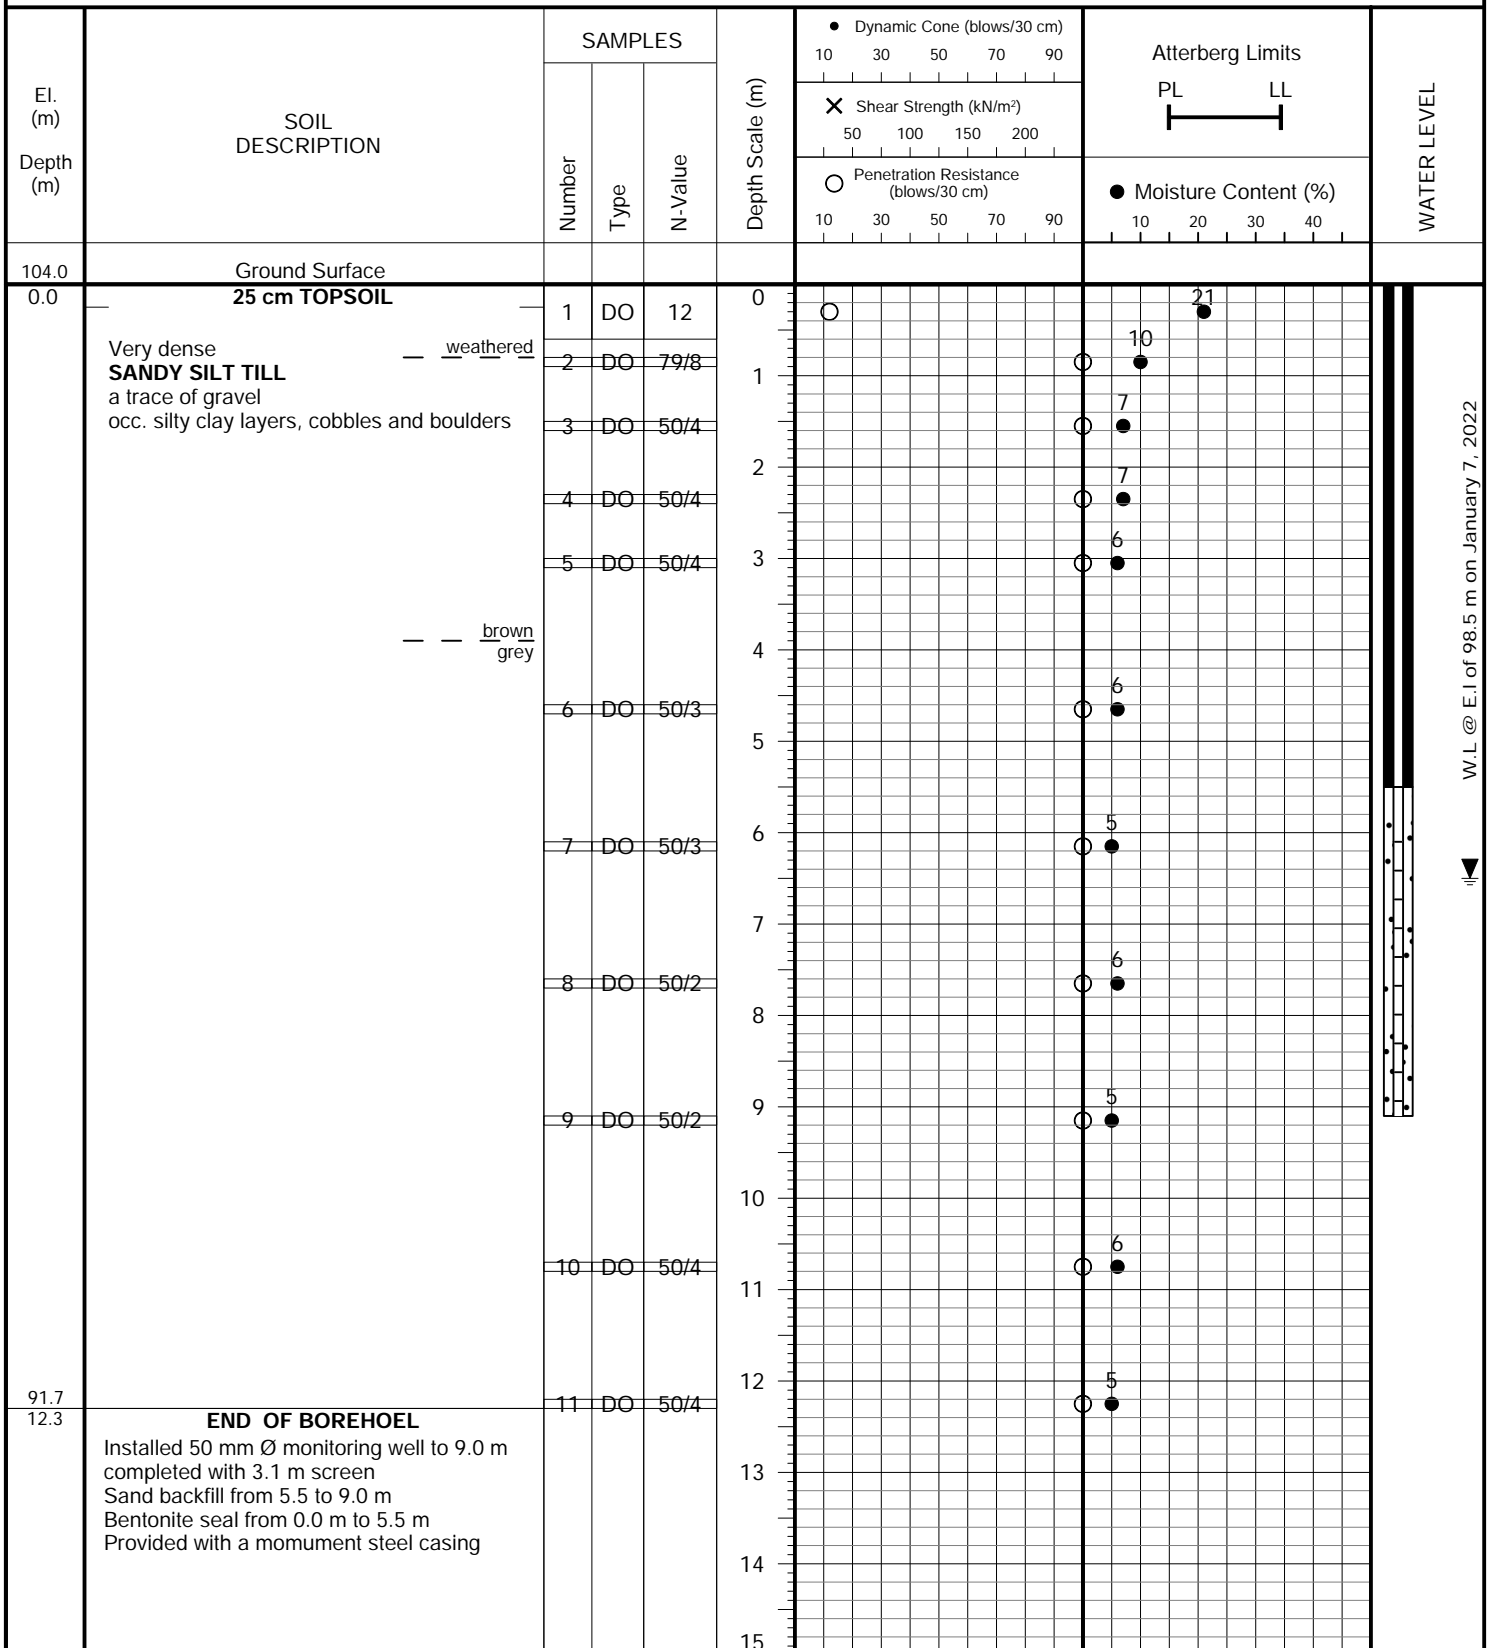 El.
(m)
Depth
(m)
SOIL
DESCRIPTION
SAMPLES
Number
Type
N-Value
Depth Scale (m)
Dynamic Cone (blows/30 cm)
10 30 50 70 90
Shear Strength (kN/m²)
50 100 150 200
Penetration Resistance
(blows/30 cm)
10 30 50 70 90
Atterberg Limits
PL LL
Moisture Content (%)
10 20 30 40
WATER LEVEL
104.0 Ground Surface
0.0 25 cm TOPSOIL 0
1 DO 12 21
Very dense weathered
2 DO 79/8 10
SANDY SILT TILL
1
a trace of gravel
occ. silty clay layers, cobbles and boulders
3 DO 50/4 7
2
4 DO 50/4 7
5 DO 50/4 3 6
brown
grey
4
6 DO 50/3 6
5
W.L @ E.I of 98.5 m on January 7, 2022
6
7 DO 50/3 5
7
8 DO 50/2 6
8
9
9 DO 50/2 5
10
10 DO 50/4 6
11
12
91.7
11 DO 50/4 5
12.3 END OF BOREHOEL
Installed 50 mm Ø monitoring well to 9.0 m
completed with 3.1 m screen
13
Sand backfill from 5.5 to 9.0 m
Bentonite seal from 0.0 m to 5.5 m
Provided with a momument steel casing
14
15